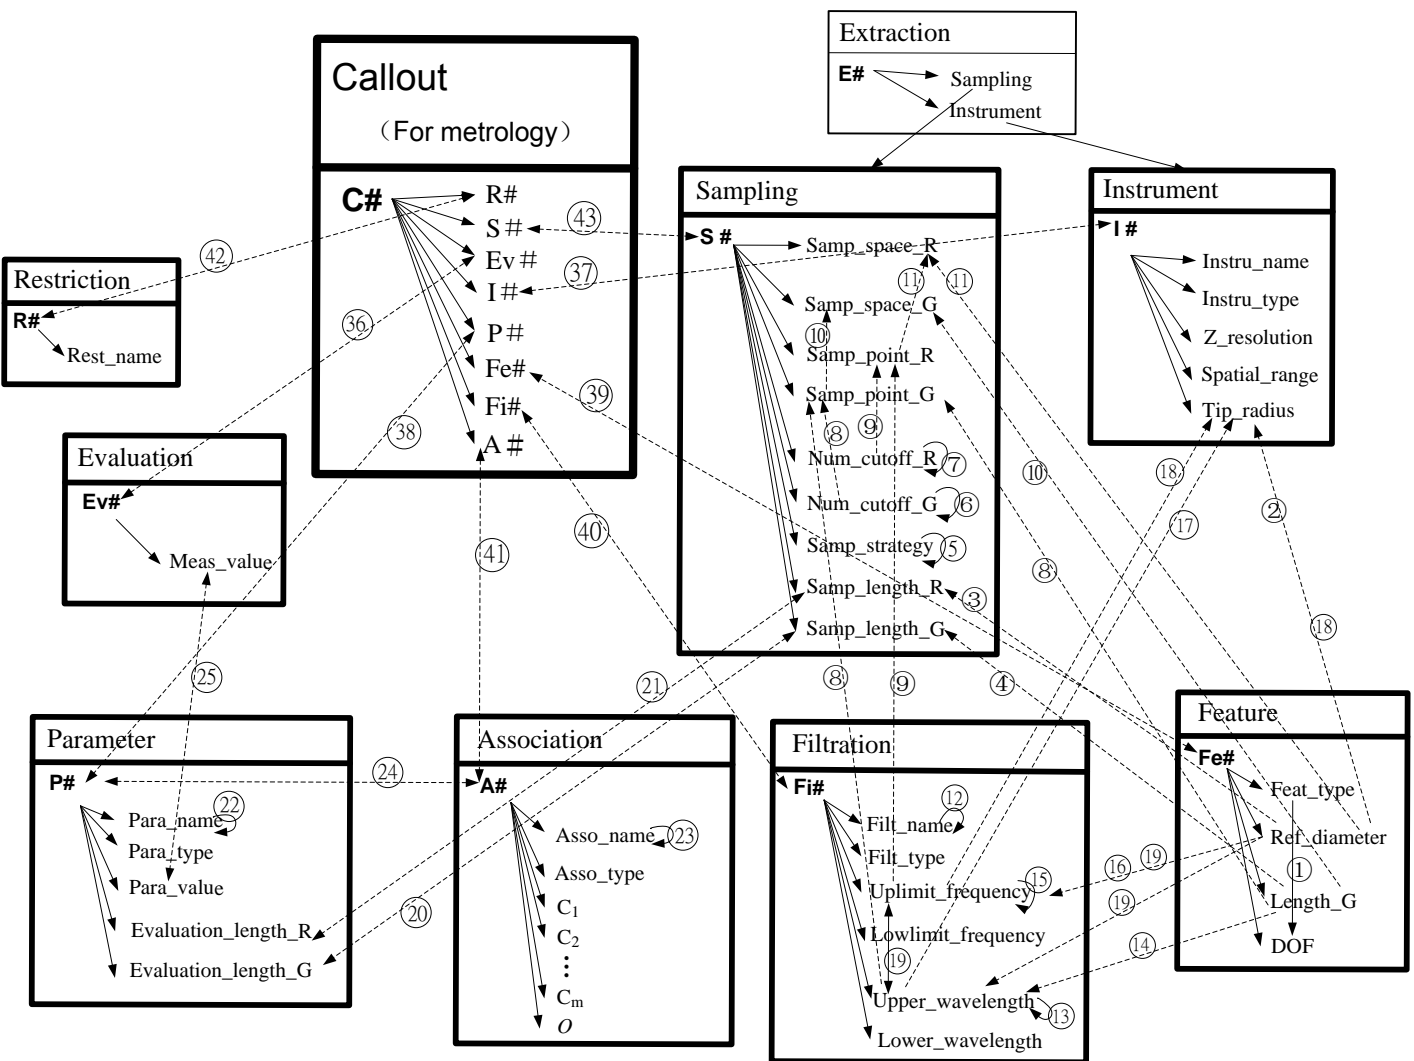 Extraction
E#
Sampling
Instrument
Callout
（For metrology）
C#
R#
S#
Ev#
I#
P#
Fe#
Fi#
A#
Restriction
R#
Rest_name
Evaluation
Ev#
Meas_value
Sampling
S #
Samp_space_R
Samp_space_G
Samp_point_R
Samp_point_G
Num_cutoff_R
Num_cutoff_G
Samp_strategy
Samp_length_R
Samp_length_G
Instrument
I #
Instru_name
Instru_type
Z_resolution
Spatial_range
Tip_radius
Parameter
P#
Para_name
Para_type
Para_value
Evaluation_length_R
Evaluation_length_G
Association
A#
Asso_name
Asso_type
C1
C2
⋮
Cm
O
Filtration
Fi#
Filt_name
Filt_type
Uplimit_frequency
Lowlimit_frequency
Upper_wavelength
Lower_wavelength
Feature
Fe#
Feat_type
Ref_diameter
Length_G
DOF
㊷
㊸
㊲
㊱
㊳
㊴
㊵
㊶
⑪
⑪
⑩
⑧
⑨
⑦
⑥
⑤
⑱
⑩
⑰
②
⑧
③
⑱
④
⑧
⑨
㉑
㉕
㉔
⑳
㉒
㉓
⑫
⑮
⑯
⑲
①
⑲
⑭
⑲
⑬